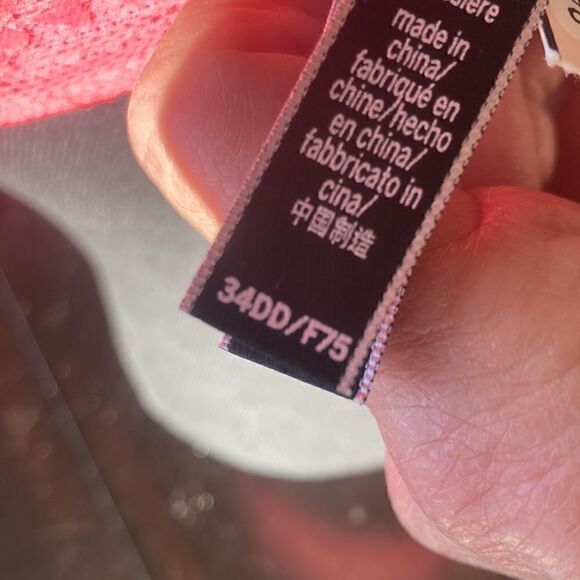 made in
china/
fabriqué en
chine/hecho
en china/
fabbricato in
cina/
中国制造
34DD/F75